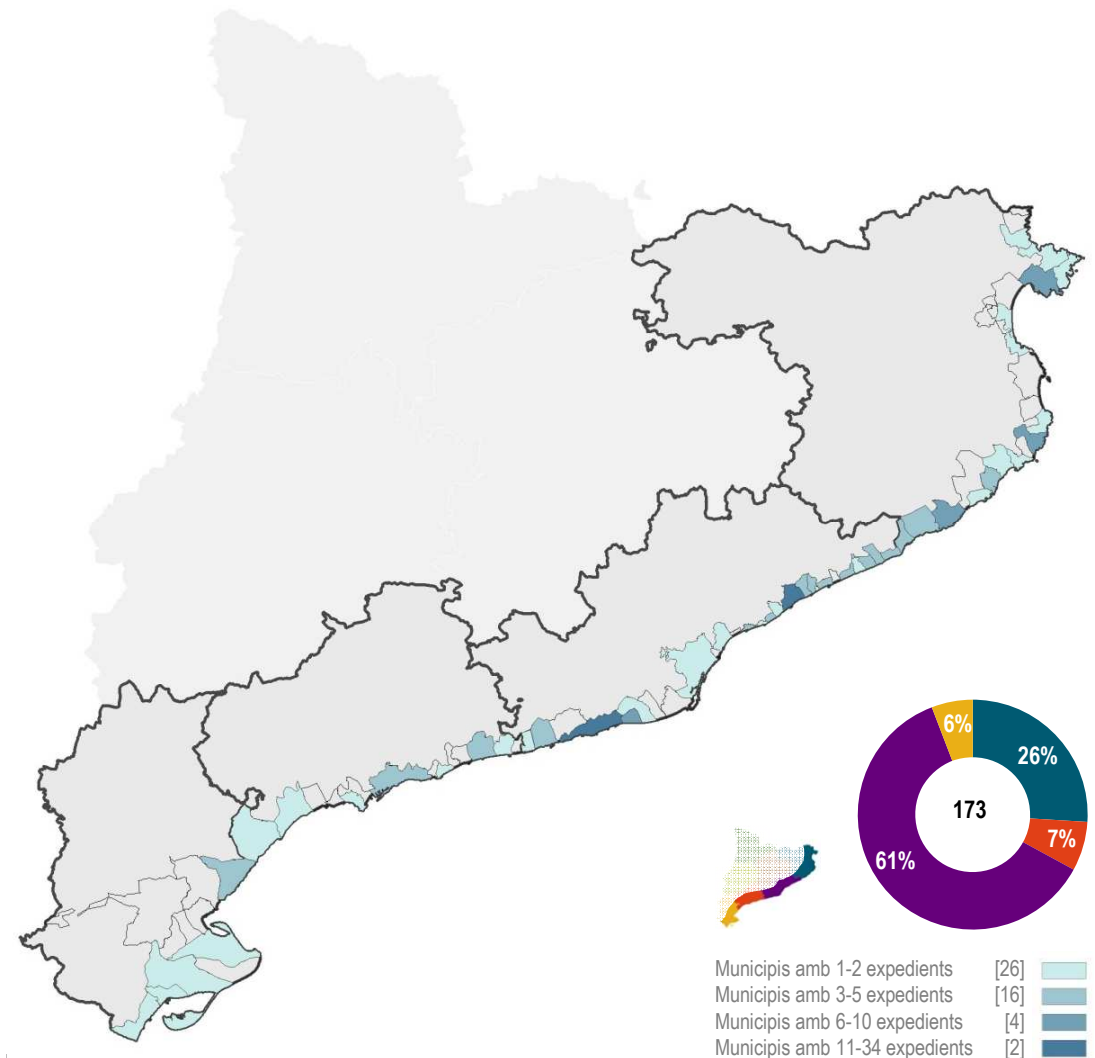 6%
26%
173
7%
61%
Municipis amb 1-2 expedients [26]
Municipis amb 3-5 expedients [16]
Municipis amb 6-10 expedients [4]
Municipis amb 11-34 expedients [2]